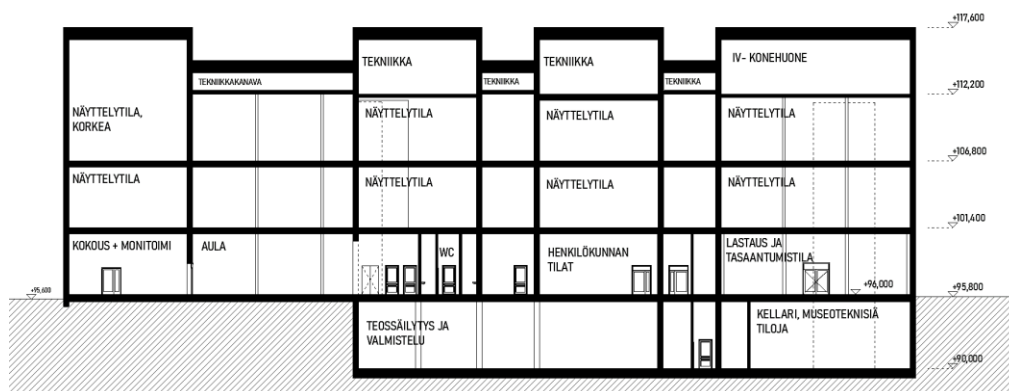 +117,600
TEKNIIKKA
TEKNIIKKA
IV- KONEHUONE
TEKNIIKKAKANAVA
TEKNIIKKA
TEKNIIKKA
+112,200
NÄYTTELYTILA,
KORKEA
NÄYTTELYTILA
NÄYTTELYTILA
NÄYTTELYTILA
+106,800
NÄYTTELYTILA
NÄYTTELYTILA
NÄYTTELYTILA
NÄYTTELYTILA
+101,400
KOKOUS + MONITOIMI
AULA
WC
HENKILÖKUNNAN
TILAT
LASTAUS JA
TASAANTUMISTILA
+95,600
+96,000
+95,800
TEOSSÄILYTYS JA
VALMISTELU
KELLARI, MUSEOTEKNISIÄ
TILOJA
+90,000